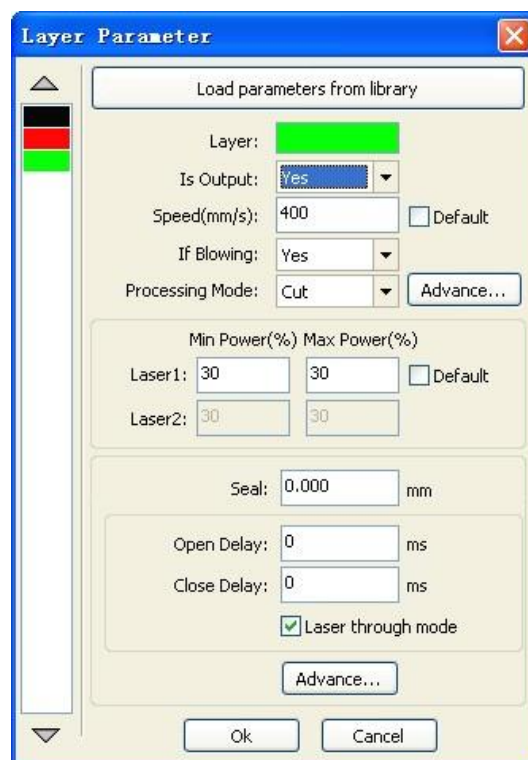 Layer Parameter
Load parameters from library
Layer:
Is Output: Yes
Speed(mm/s): 400 Default
If Blowing: Yes
Processing Mode: Cut Advance...
Min Power(%) Max Power(%)
Laser1: 30 30 Default
Laser2: 30 30
Seal: 0.000 mm
Open Delay: 0 ms
Close Delay: 0 ms
Laser through mode
Advance...
Ok Cancel